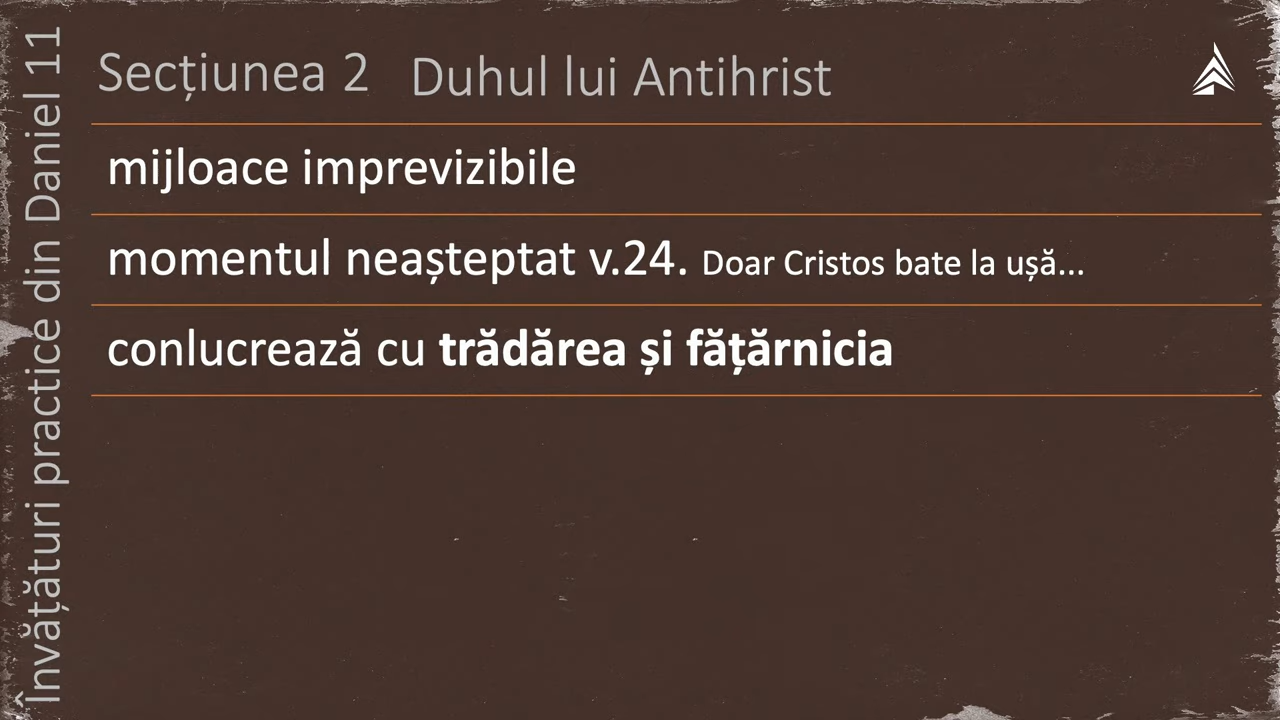 Învățături practice din Daniel 11
Secțiunea 2 Duhul lui Antihrist
mijloace imprevizibile
momentul neașteptat v.24. Doar Cristos bate la ușă...
conlucrează cu trădarea și fățărnicia